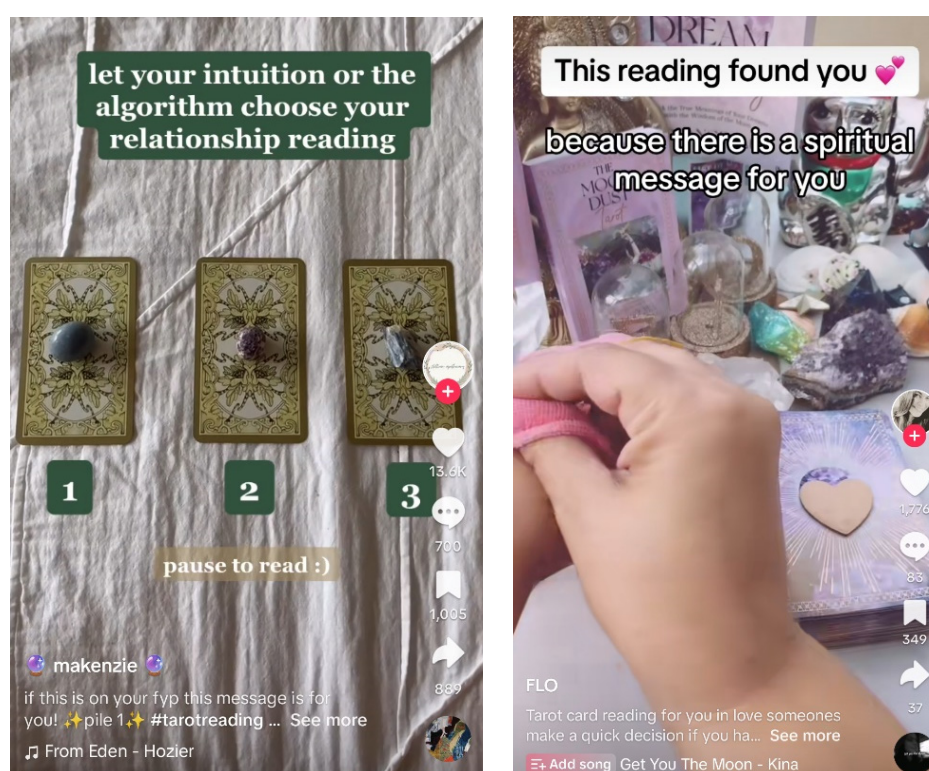 let your intuition or the
algorithm choose your
relationship reading
1
2
3
pause to read :)
13.6K
700
1,005
889
🔮 makenzie 🔮
if this is on your fyp this message is for
you! ✨pile 1✨ #tarotreading ... See more
♫ From Eden - Hozier
DREAM
This reading found you 💕
because there is a spiritual
message for you
THE
MOON
DUST
Tarot
1,776
83
349
37
FLO
Tarot card reading for you in love someones
make a quick decision if you ha... See more
Add song Get You The Moon - Kina